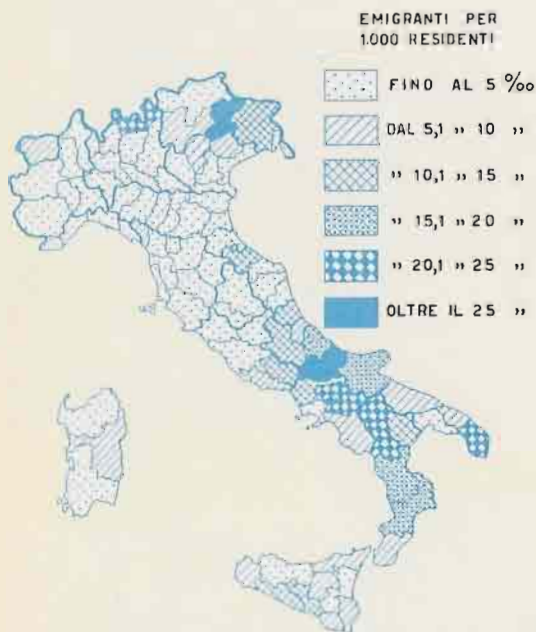 EMIGRANTI PER
1.000 RESIDENTI
FINO AL 5 ‰
DAL 5,1 „ 10 „
„ 10,1 „ 15 „
„ 15,1 „ 20 „
„ 20,1 „ 25 „
OLTRE IL 25 „